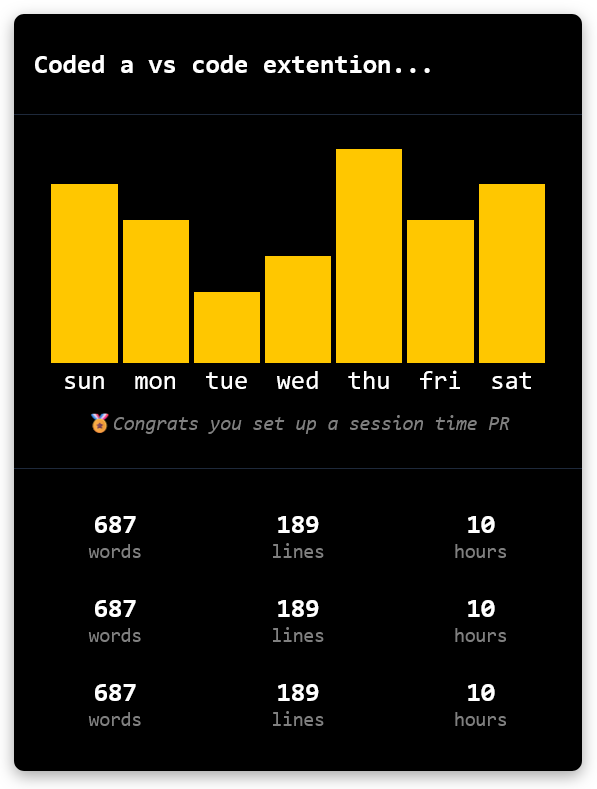 Coded a vs code extention...
sun mon tue wed thu fri sat
🏅Congrats you set up a session time PR
687 189 10
words lines hours
687 189 10
words lines hours
687 189 10
words lines hours